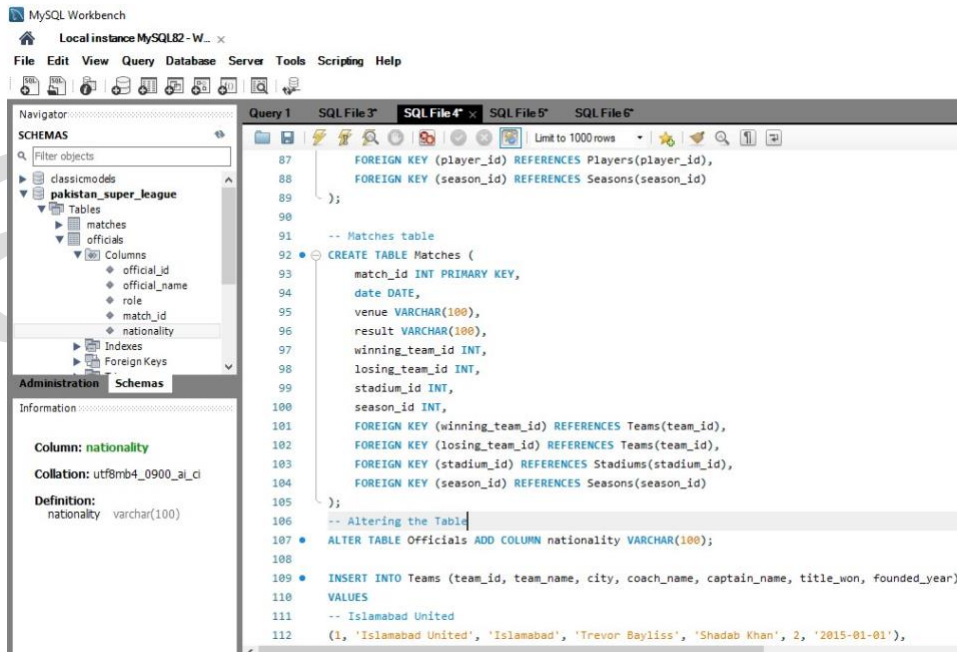 MySQL Workbench
Local instance MySQL82 - W... ×
File Edit View Query Database Server Tools Scripting Help
Navigator
SCHEMAS
Filter objects
classicmodels
pakistan_super_league
Tables
matches
officials
Columns
official_id
official_name
role
match_id
nationality
Indexes
Foreign Keys
Administration Schemas
Information
Column: nationality
Collation: utf8mb4_0900_ai_ci
Definition:
nationality varchar(100)
Query 1 SQL File 3* SQL File 4* × SQL File 5* SQL File 6*
Limit to 1000 rows
87 FOREIGN KEY (player_id) REFERENCES Players(player_id),
88 FOREIGN KEY (season_id) REFERENCES Seasons(season_id)
89 );
90
91 -- Matches table
92 CREATE TABLE Matches (
93 match_id INT PRIMARY KEY,
94 date DATE,
95 venue VARCHAR(100),
96 result VARCHAR(100),
97 winning_team_id INT,
98 losing_team_id INT,
99 stadium_id INT,
100 season_id INT,
101 FOREIGN KEY (winning_team_id) REFERENCES Teams(team_id),
102 FOREIGN KEY (losing_team_id) REFERENCES Teams(team_id),
103 FOREIGN KEY (stadium_id) REFERENCES Stadiums(stadium_id),
104 FOREIGN KEY (season_id) REFERENCES Seasons(season_id)
105 );
106 -- Altering the Table
107 ALTER TABLE Officials ADD COLUMN nationality VARCHAR(100);
108
109 INSERT INTO Teams (team_id, team_name, city, coach_name, captain_name, title_won, founded_year)
110 VALUES
111 -- Islamabad United
112 (1, 'Islamabad United', 'Islamabad', 'Trevor Bayliss', 'Shadab Khan', 2, '2015-01-01'),